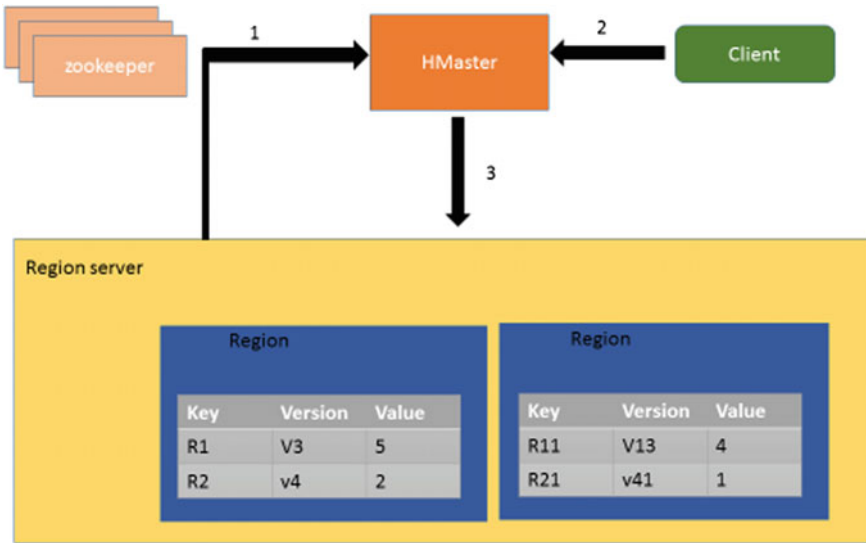 1
2
zookeeper
HMaster
Client
3
Region server
Region
Region
Key Version Value
R1 V3 5
R2 v4 2
Key Version Value
R11 V13 4
R21 v41 1